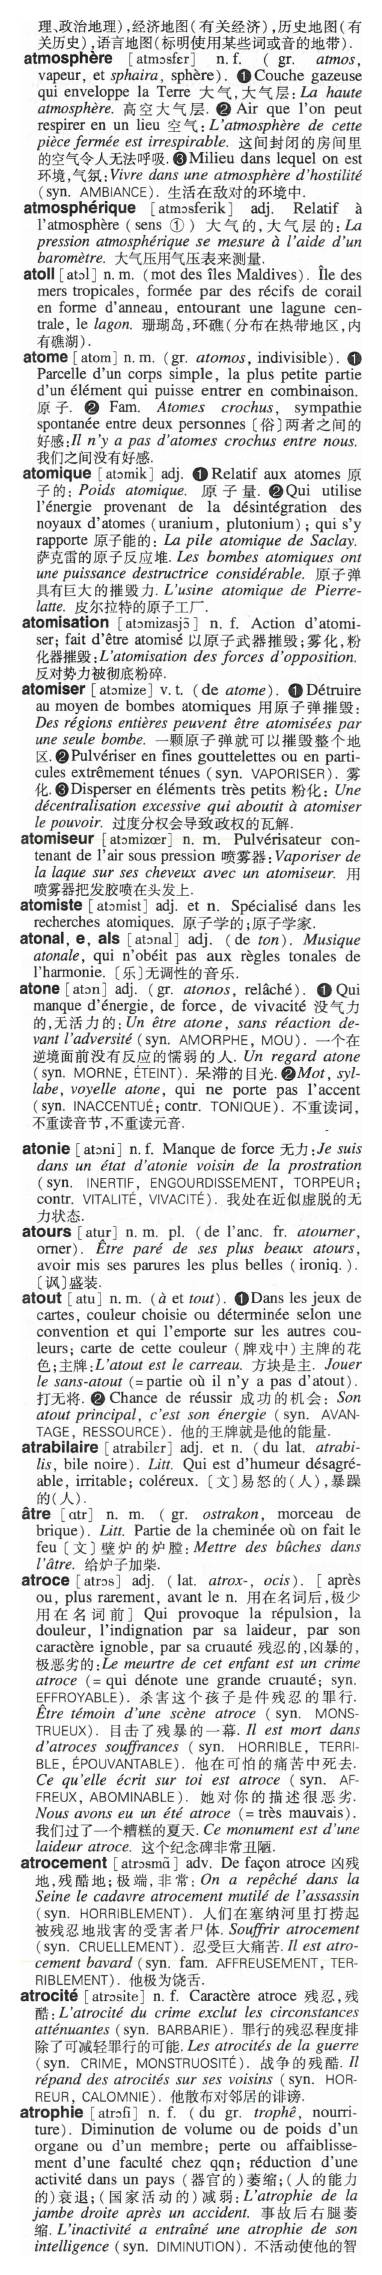 理、政治地理),经济地图(有关经济),历史地图(有
关历史),语言地图(标明使用某些词或音的地带).
atmosphère [atmɔsfɛr] n. f. ( gr. atmos,
vapeur, et sphaira, sphère). ❶Couche gazeuse
qui enveloppe la Terre 大气,大气层: La haute
atmosphère. 高空大气层. ❷ Air que l'on peut
respirer en un lieu 空气: L'atmosphère de cette
pièce fermée est irrespirable. 这间封闭的房间里
的空气令人无法呼吸. ❸Milieu dans lequel on est
环境,气氛:Vivre dans une atmosphère d'hostilité
(syn. AMBIANCE). 生活在敌对的环境中.
atmosphérique [atmɔsferik] adj. Relatif à
l'atmosphère (sens ①) 大气的,大气层的: La
pression atmosphérique se mesure à l'aide d'un
baromètre. 大气压用气压表来测量.
atoll [atɔl] n. m. (mot des îles Maldives). Île des
mers tropicales, formée par des récifs de corail
en forme d'anneau, entourant une lagune cen-
trale, le lagon. 珊瑚岛,环礁(分布在热带地区,内
有礁湖).
atome [atom] n. m. (gr. atomos, indivisible). ❶
Parcelle d'un corps simple, la plus petite partie
d'un élément qui puisse entrer en combinaison.
原子. ❷ Fam. Atomes crochus, sympathie
spontanée entre deux personnes〔俗〕两者之间的
好感:Il n'y a pas d'atomes crochus entre nous.
我们之间没有好感.
atomique [atɔmik] adj. ❶Relatif aux atomes 原
子的: Poids atomique. 原子量. ❷Qui utilise
l'énergie provenant de la désintégration des
noyaux d'atomes (uranium, plutonium) ; qui s'y
rapporte 原子能的: La pile atomique de Saclay.
萨克雷的原子反应堆. Les bombes atomiques ont
une puissance destructrice considérable. 原子弹
具有巨大的摧毁力. L'usine atomique de Pierre-
latte. 皮尔拉特的原子工厂.
atomisation [atɔmizasjɔ̃] n. f. Action d'atomi-
ser; fait d'être atomisé 以原子武器摧毁;雾化,粉
化器摧毁:L'atomisation des forces d'opposition.
反对势力被彻底粉碎.
atomiser [atɔmize] v. t. (de atome). ❶Détruire
au moyen de bombes atomiques 用原子弹摧毁:
Des régions entières peuvent être atomisées par
une seule bombe. 一颗原子弹就可以摧毁整个地
区.❷Pulvériser en fines gouttelettes ou en parti-
cules extrêmement ténues (syn. VAPORISER). 雾
化.❸Disperser en éléments très petits 粉化: Une
décentralisation excessive qui aboutit à atomiser
le pouvoir. 过度分权会导致政权的瓦解.
atomiseur [atɔmizœr] n. m. Pulvérisateur con-
tenant de l'air sous pression 喷雾器:Vaporiser de
la laque sur ses cheveux avec un atomiseur. 用
喷雾器把发胶喷在头发上.
atomiste [atɔmist] adj. et n. Spécialisé dans les
recherches atomiques. 原子学的;原子学家.
atonal, e, als [atɔnal] adj. (de ton). Musique
atonale, qui n'obéit pas aux règles tonales de
l'harmonie.〔乐〕无调性的音乐.
atone [atɔn] adj. (gr. atonos, relâché). ❶Qui
manque d'énergie, de force, de vivacité 没气力
的,无活力的: Un être atone, sans réaction de-
vant l'adversité (syn. AMORPHE, MOU). 一个在
逆境面前没有反应的懦弱的人. Un regard atone
(syn. MORNE, ÉTEINT). 呆滞的目光.❷Mot, syl-
labe, voyelle atone, qui ne porte pas l'accent
(syn. INACCENTUÉ; contr. TONIQUE). 不重读词,
不重读音节,不重读元音.
atonie [atɔni] n. f. Manque de force 无力:Je suis
dans un état d'atonie voisin de la prostration
(syn. INERTIF, ENGOURDISSEMENT, TORPEUR;
contr. VITALITÉ, VIVACITÉ). 我处在近似虚脱的无
力状态.
atours [atur] n. m. pl. (de l'anc. fr. atourner,
orner). Être paré de ses plus beaux atours,
avoir mis ses parures les plus belles (ironiq. ).
〔讽〕盛装.
atout [atu] n. m. (à et tout). ❶Dans les jeux de
cartes, couleur choisie ou déterminée selon une
convention et qui l'emporte sur les autres cou-
leurs; carte de cette couleur (牌戏中)主牌的花
色;主牌:L'atout est le carreau. 方块是主. Jouer
le sans-atout (=partie où il n'y a pas d'atout).
打无将. ❷ Chance de réussir 成功的机会: Son
atout principal, c'est son énergie (syn. AVAN-
TAGE, RESSOURCE). 他的王牌就是他的能量.
atrabilaire [atrabilɛr] adj. et n. (du lat. atrabi-
lis, bile noire). Litt. Qui est d'humeur désagré-
able, irritable; coléreux.〔文〕易怒的(人),暴躁
的(人).
âtre [ɑtr] n. m. ( gr. ostrakon, morceau de
brique). Litt. Partie de la cheminée où on fait le
feu〔文〕壁炉的炉膛: Mettre des bûches dans
l'âtre. 给炉子加柴.
atroce [atrɔs] adj. (lat. atrox-, ocis). [après
ou, plus rarement, avant le n. 用在名词后,极少
用在名词前] Qui provoque la répulsion, la
douleur, l'indignation par sa laideur, par son
caractère ignoble, par sa cruauté 残忍的,凶暴的,
极恶劣的:Le meurtre de cet enfant est un crime
atroce (= qui dénote une grande cruauté; syn.
EFFROYABLE). 杀害这个孩子是件残忍的罪行.
Être témoin d'une scène atroce ( syn. MONS-
TRUEUX). 目击了残暴的一幕. Il est mort dans
d'atroces souffrances ( syn. HORRIBLE, TERRI-
BLE, ÉPOUVANTABLE). 他在可怕的痛苦中死去.
Ce qu'elle écrit sur toi est atroce ( syn. AF-
FREUX, ABOMINABLE). 她对你的描述很恶劣.
Nous avons eu un été atroce (= très mauvais).
我们过了一个糟糕的夏天. Ce monument est d'une
laideur atroce. 这个纪念碑非常丑陋.
atrocement [atrɔsmɑ̃] adv. De façon atroce 凶残
地,残酷地; 极端, 非常: On a repêché dans la
Seine le cadavre atrocement mutilé de l'assassin
(syn. HORRIBLEMENT). 人们在塞纳河里打捞起
被残忍地戕害的受害者尸体. Souffrir atrocement
(syn. CRUELLEMENT). 忍受巨大痛苦. Il est atro-
cement bavard (syn. fam. AFFREUSEMENT, TER-
RIBLEMENT). 他极为饶舌.
atrocité [atrɔsite] n. f. Caractère atroce 残忍,残
酷: L'atrocité du crime exclut les circonstances
atténuantes (syn. BARBARIE). 罪行的残忍程度排
除了可减轻罪行的可能. Les atrocités de la guerre
(syn. CRIME, MONSTRUOSITÉ). 战争的残酷. Il
répand des atrocités sur ses voisins (syn. HOR-
REUR, CALOMNIE). 他散布对邻居的诽谤.
atrophie [atrɔfi] n. f. (du gr. trophê, nourri-
ture). Diminution de volume ou de poids d'un
organe ou d'un membre; perte ou affaiblisse-
ment d'une faculté chez qqn; réduction d'une
activité dans un pays (器官的)萎缩;(人的能力
的)衰退;(国家活动的)减弱: L'atrophie de la
jambe droite après un accident. 事故后右腿萎
缩. L'inactivité a entraîné une atrophie de son
intelligence (syn. DIMINUTION). 不活动使他的智